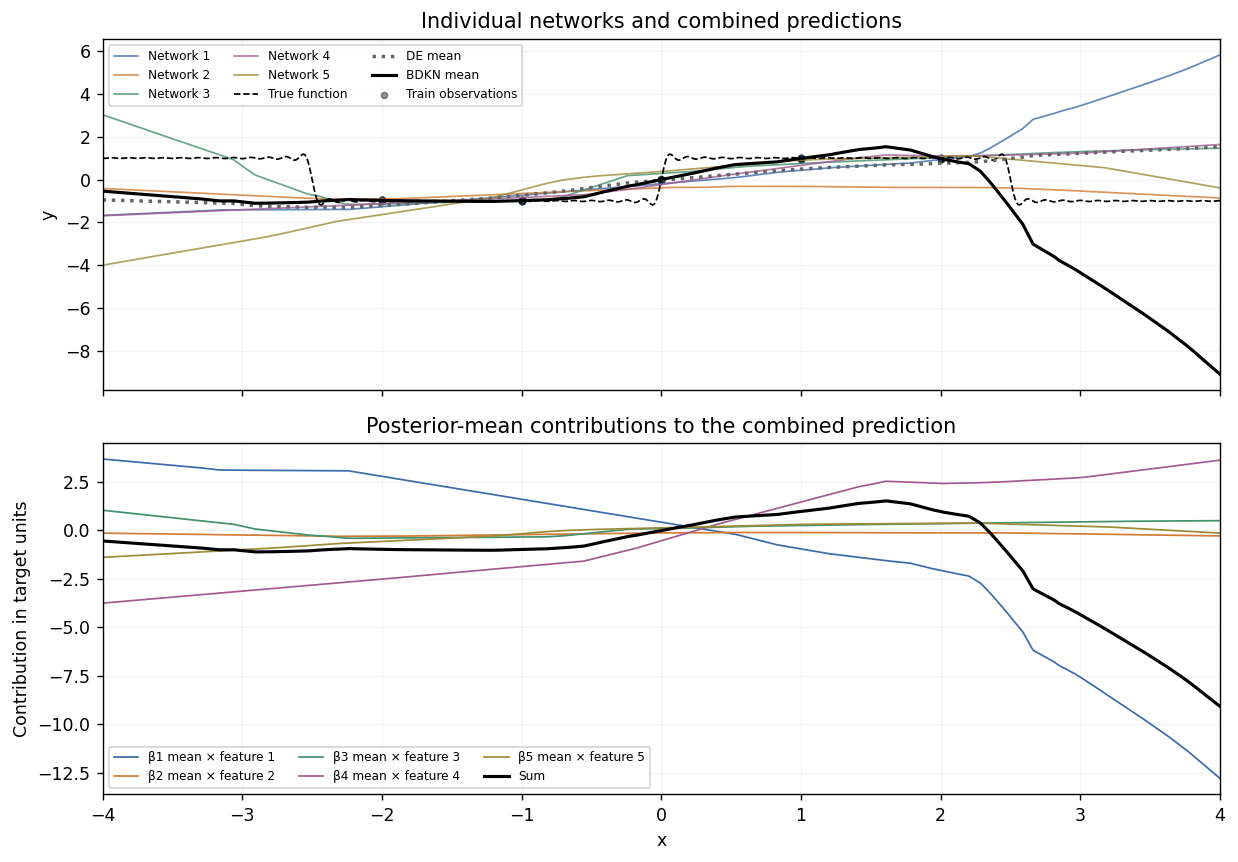 Individual networks and combined predictions
Network 1 Network 4 DE mean
Network 2 Network 5 BDKN mean
Network 3 True function Train observations
6
4
2
0
−2
−4
−6
−8
y
Posterior-mean contributions to the combined prediction
2.5
0.0
−2.5
−5.0
−7.5
−10.0
−12.5
Contribution in target units
β1 mean × feature 1 β3 mean × feature 3 β5 mean × feature 5
β2 mean × feature 2 β4 mean × feature 4 Sum
−4 −3 −2 −1 0 1 2 3 4
x